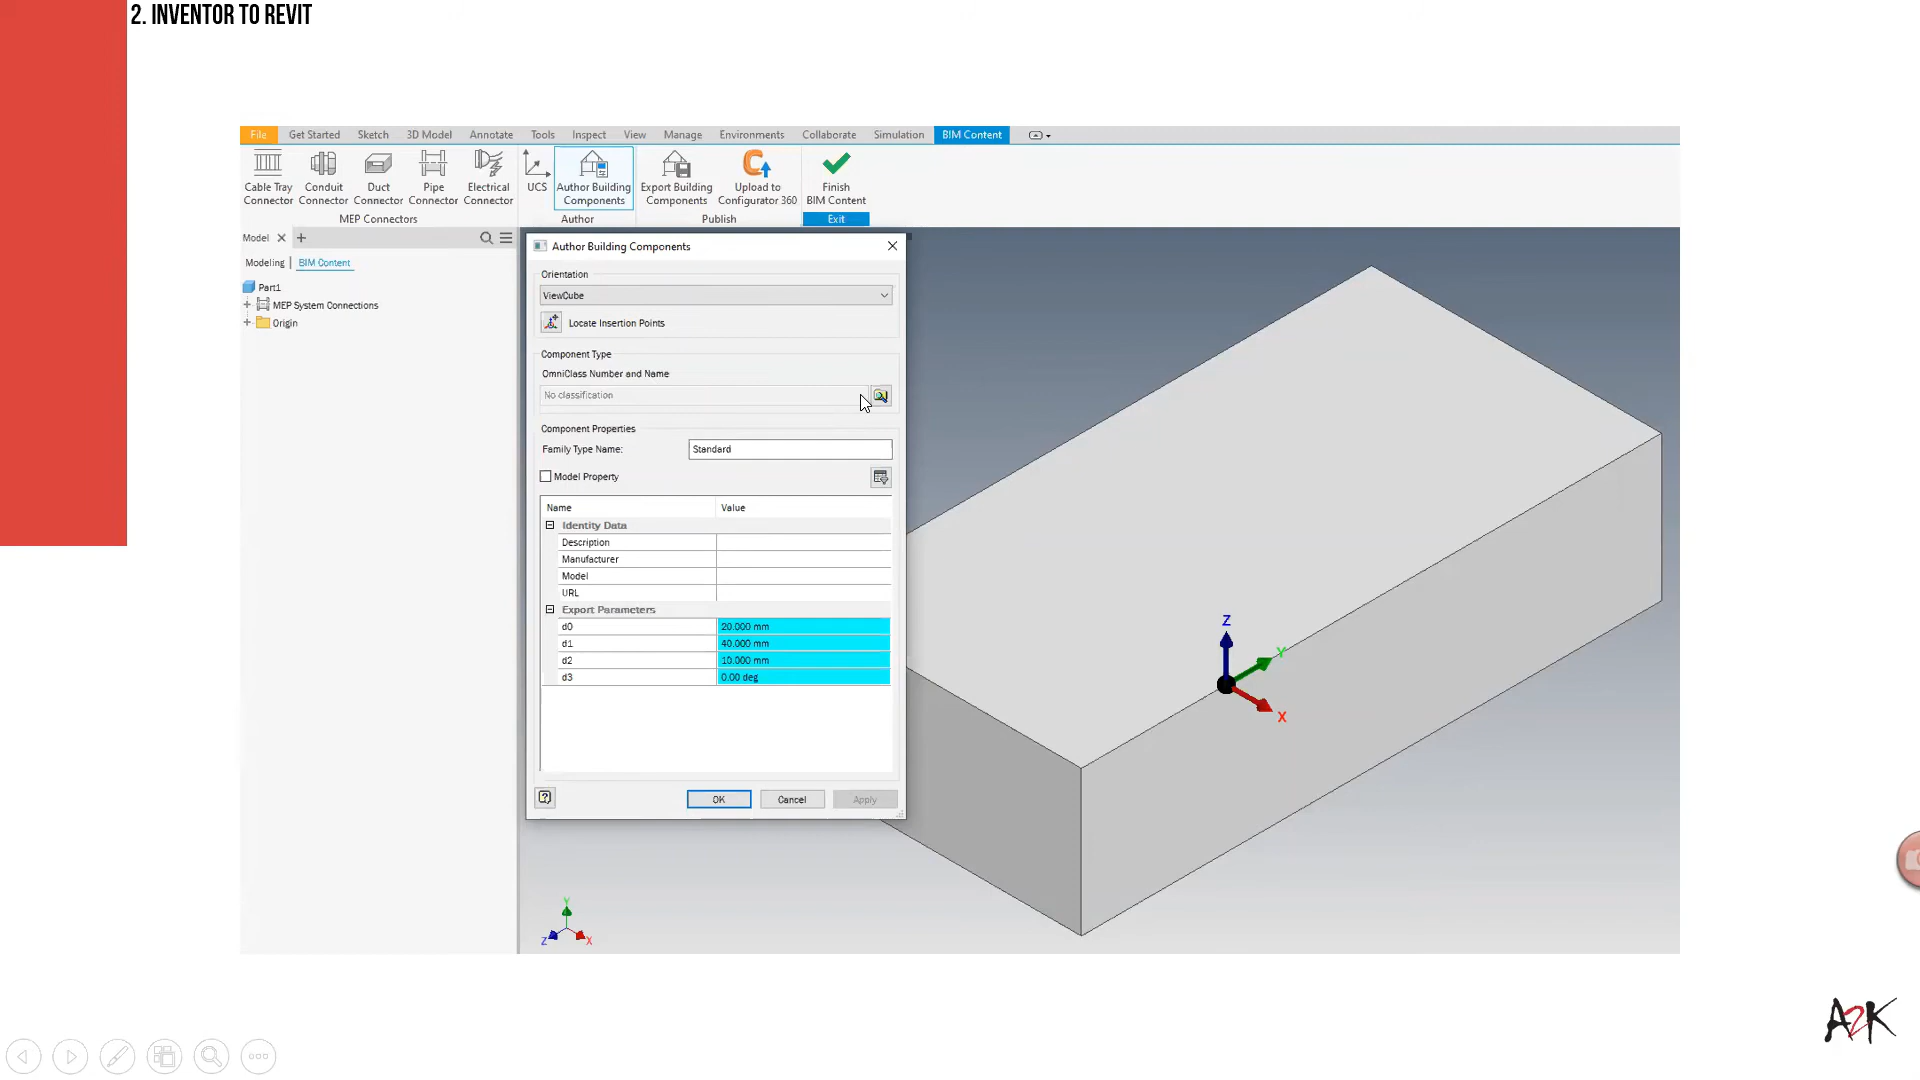 2. INVENTOR TO REVIT
File Get Started Sketch 3D Model Annotate Tools Inspect View Manage Environments Collaborate Simulation BIM Content
Cable Tray Connector
Conduit Connector
Duct Connector
Pipe Connector
Electrical Connector
UCS
Author Building Components
Export Building Components
Upload to Configurator 360
Finish BIM Content
MEP Connectors
Author
Publish
Exit
Model
Modeling
BIM Content
Part1
MEP System Connections
Origin
Author Building Components
Orientation
ViewCube
Locate Insertion Points
Component Type
OmniClass Number and Name
No classification
Component Properties
Family Type Name: Standard
Model Property
Name Value
Identity Data
Description
Manufacturer
Model
URL
Export Parameters
d0 20.000 mm
d1 40.000 mm
d2 10.000 mm
d3 0.00 deg
OK Cancel Apply
Z
Y
X
Y
Z
X
A2K